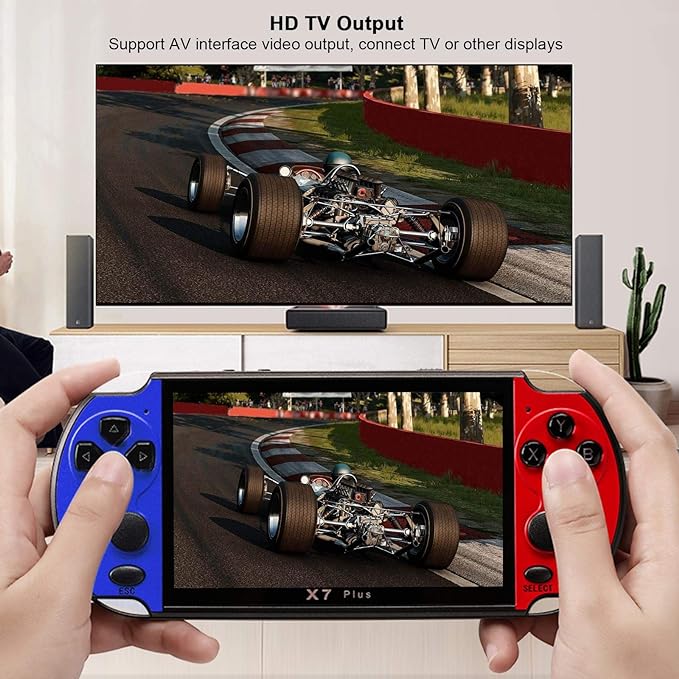 HD TV Output
Support AV interface video output, connect TV or other displays
Y
X
B
ESC
SELECT
X7 Plus